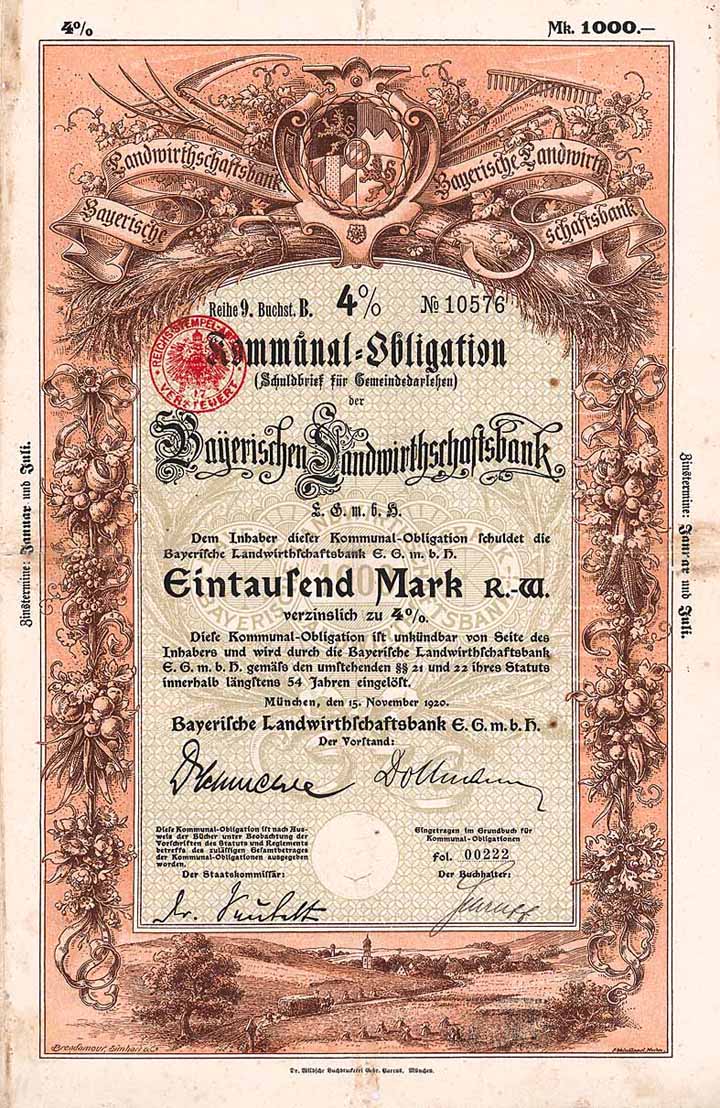 4%
Mk. 1000.—
Landwirthschaftsbank
Bayerische
Bayerische Landwirth
schaftsbank
Reihe 9. Buchst. B. 4% № 10576
REICHSSTEMPEL-
VERSTEUERT
Kommunal=Obligation
(Schuldbrief für Gemeindedarlehen)
der
Bayerischen Landwirthschaftsbank
E. G. m. b. H.
Dem Inhaber dieser Kommunal-Obligation schuldet die
Bayerische Landwirthschaftsbank E. G. m. b. H.
Eintausend Mark R.-W.
verzinslich zu 4%.
Diese Kommunal-Obligation ist unkündbar von Seite des
Inhabers und wird durch die Bayerische Landwirthschaftsbank
E. G. m. b. H. gemäss den umstehenden §§ 21 und 22 ihres Statuts
innerhalb längstens 54 Jahren eingelöst.
München, den 15. November 1920.
Bayerische Landwirthschaftsbank E. G. m. b. H.
Der Vorstand:
Diese Kommunal-Obligation ist nach Aus-
weis der Bücher unter Beobachtung der
Vorschriften des Statuts und Reglements
betreffs des zulässigen Gesamtbetrages
der Kommunal-Obligationen ausgegeben
worden.
Der Staatskommissär:
Eingetragen im Grundbuch für
Kommunal-Obligationen
fol. 00222
Der Buchhalter:
Zinstermine: Januar und Juli.
Zinstermine: Januar und Juli.
Dr. Wildsche Buchdruckerei Gebr. Parcus, München.